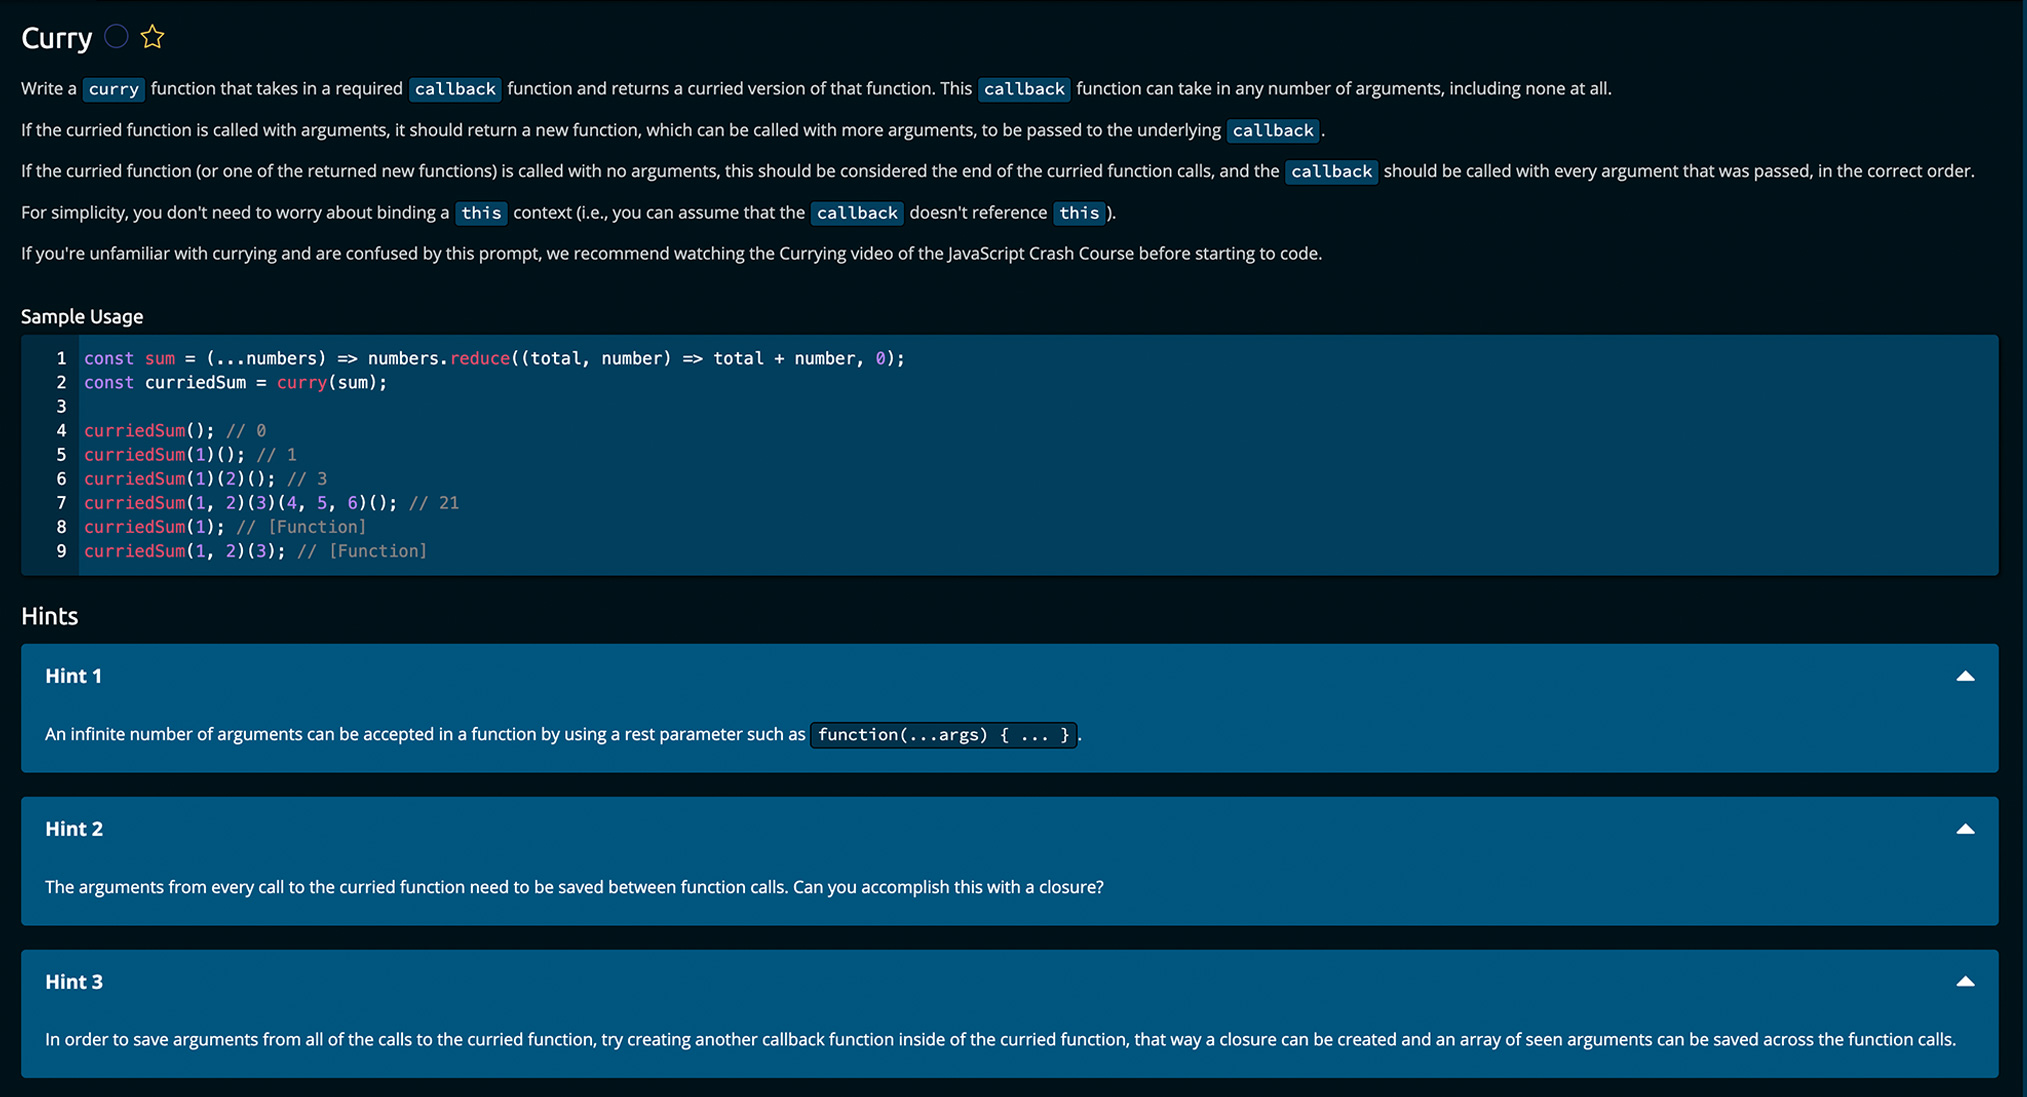 Curry
Write a curry function that takes in a required callback function and returns a curried version of that function. This callback function can take in any number of arguments, including none at all.
If the curried function is called with arguments, it should return a new function, which can be called with more arguments, to be passed to the underlying callback.
If the curried function (or one of the returned new functions) is called with no arguments, this should be considered the end of the curried function calls, and the callback should be called with every argument that was passed, in the correct order.
For simplicity, you don't need to worry about binding a this context (i.e., you can assume that the callback doesn't reference this).
If you're unfamiliar with currying and are confused by this prompt, we recommend watching the Currying video of the JavaScript Crash Course before starting to code.
Sample Usage
1 const sum = (...numbers) => numbers.reduce((total, number) => total + number, 0);
2 const curriedSum = curry(sum);
3
4 curriedSum(); // 0
5 curriedSum(1)(); // 1
6 curriedSum(1)(2)(); // 3
7 curriedSum(1, 2)(3)(4, 5, 6)(); // 21
8 curriedSum(1); // [Function]
9 curriedSum(1, 2)(3); // [Function]
Hints
Hint 1
An infinite number of arguments can be accepted in a function by using a rest parameter such as function(...args) { ... }.
Hint 2
The arguments from every call to the curried function need to be saved between function calls. Can you accomplish this with a closure?
Hint 3
In order to save arguments from all of the calls to the curried function, try creating another callback function inside of the curried function, that way a closure can be created and an array of seen arguments can be saved across the function calls.